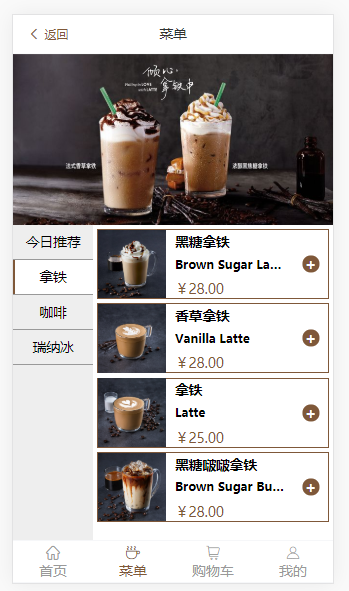 返回
菜单
倾心·
拿铁中
法式香草拿铁
浓醇黑焦糖拿铁
今日推荐
拿铁
咖啡
瑞纳冰
黑糖拿铁
Brown Sugar La...
￥28.00
香草拿铁
Vanilla Latte
￥28.00
拿铁
Latte
￥25.00
黑糖啵啵拿铁
Brown Sugar Bu...
￥28.00
首页
菜单
购物车
我的